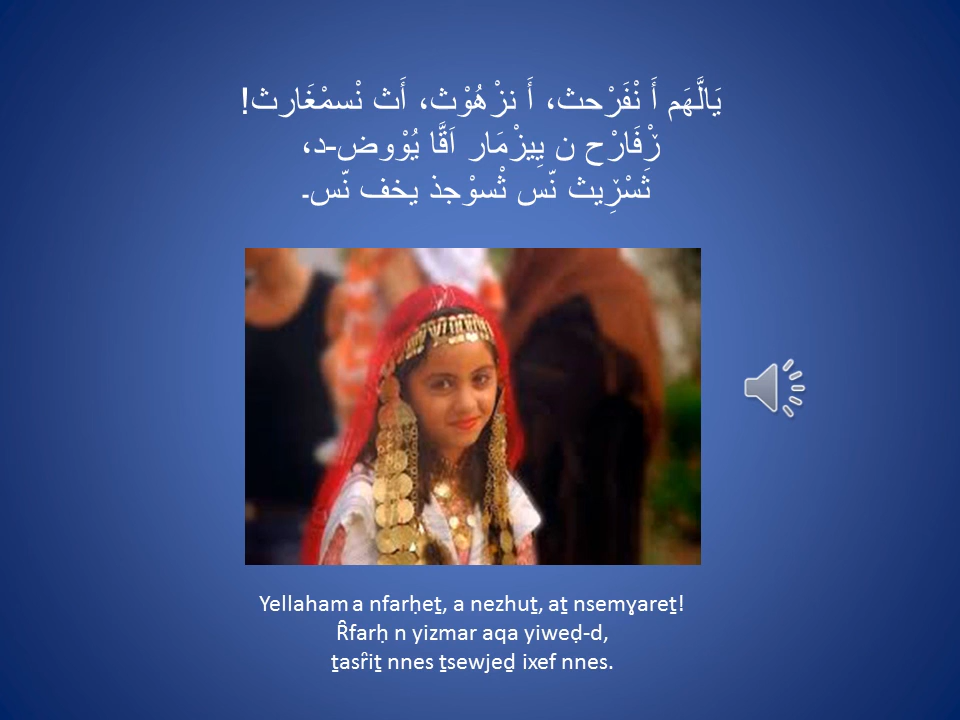 يَالَّهَم أَ نْفَرْحث، أَ نزْهُوْث، أَث نْسمْغَارث!
رِّْفَارْح ن يِيزْمَار اَقَّا يُوْوض-د،
ثَسْرِّيث نّس ثْسوْجذ يخف نّس۔
Yellaham a nfarḥeṯ, a nezhuṯ, aṯ nsemɣareṯ!
Ȓfarḥ n yizmar aqa yiweḍ-d,
ṯasȓiṯ nnes ṯsewjeḏ ixef nnes.